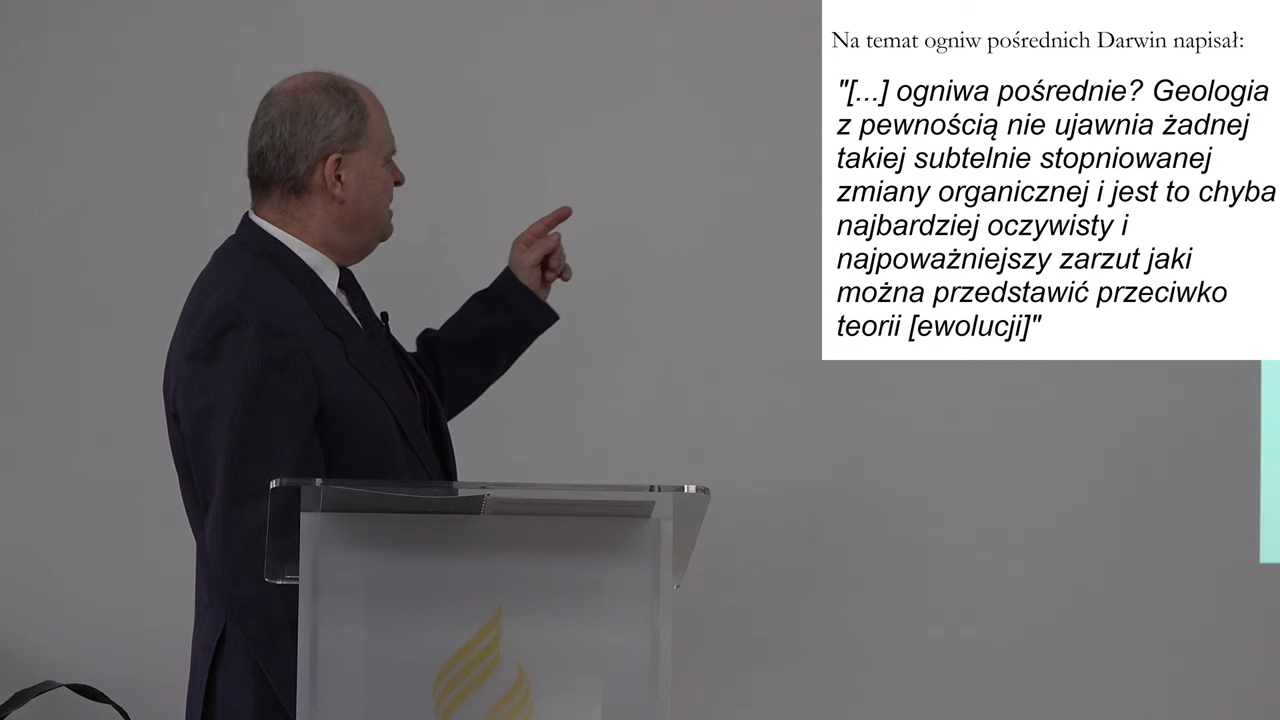 Na temat ogniw pośrednich Darwin napisał:
"[...] ogniwa pośrednie? Geologia
z pewnością nie ujawnia żadnej
takiej subtelnie stopniowanej
zmiany organicznej i jest to chyba
najbardziej oczywisty i
najpoważniejszy zarzut jaki
można przedstawić przeciwko
teorii [ewolucji]"